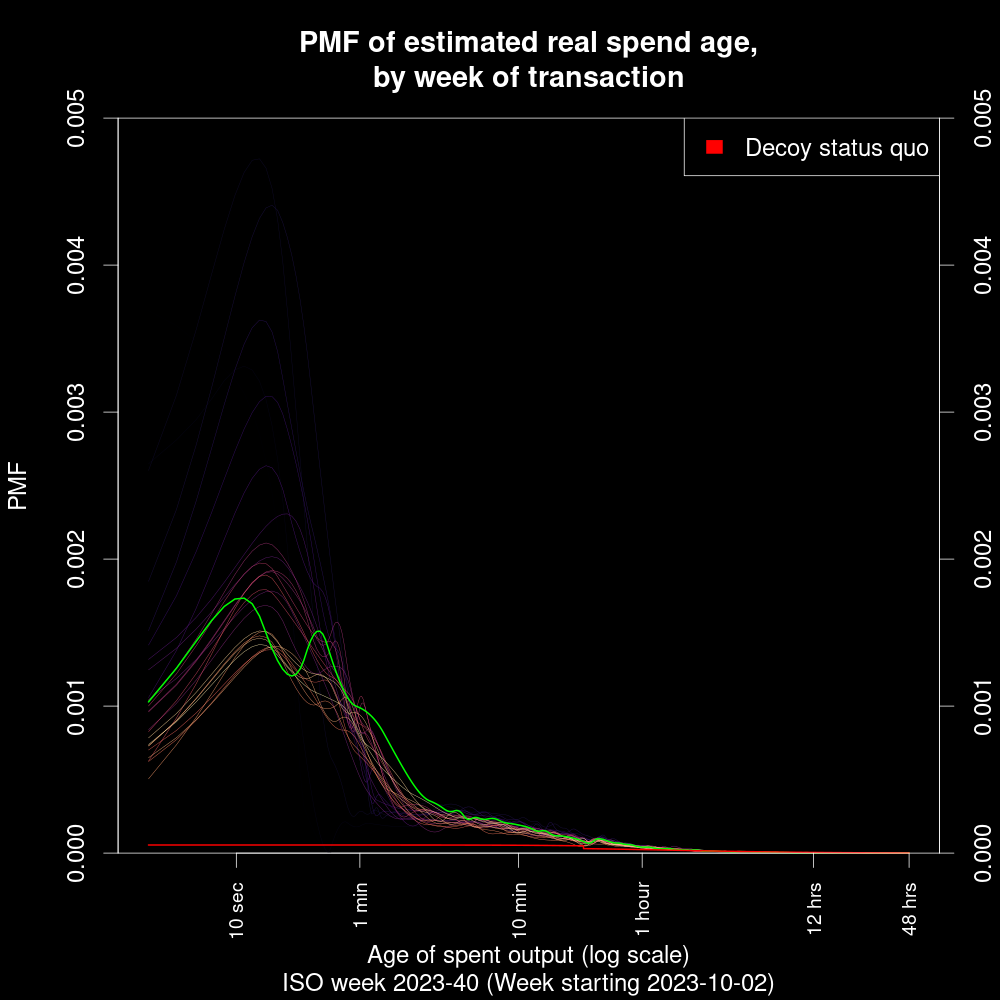 PMF of estimated real spend age,
by week of transaction
Decoy status quo
PMF
0.000
0.001
0.002
0.003
0.004
0.005
0.000
0.001
0.002
0.003
0.004
0.005
10 sec
1 min
10 min
1 hour
12 hrs
48 hrs
Age of spent output (log scale)
ISO week 2023-40 (Week starting 2023-10-02)